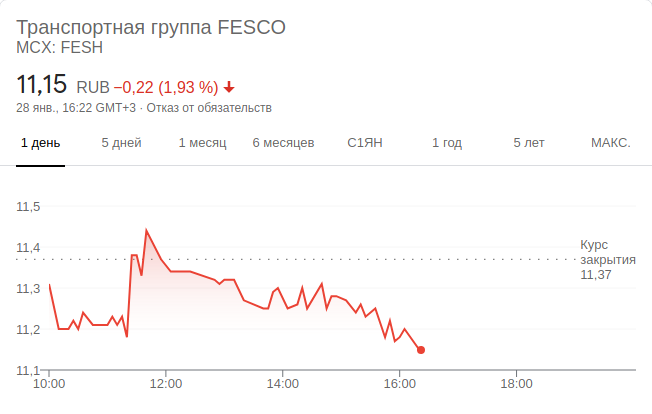 Транспортная группа FESCO
MCX: FESH
11,15 RUB −0,22 (1,93 %)
28 янв., 16:22 GMT+3 · Отказ от обязательств
1 день 5 дней 1 месяц 6 месяцев С1ЯН 1 год 5 лет МАКС.
11,5
11,4
11,3
11,2
11,1
Курс
закрытия
11,37
10:00 12:00 14:00 16:00 18:00